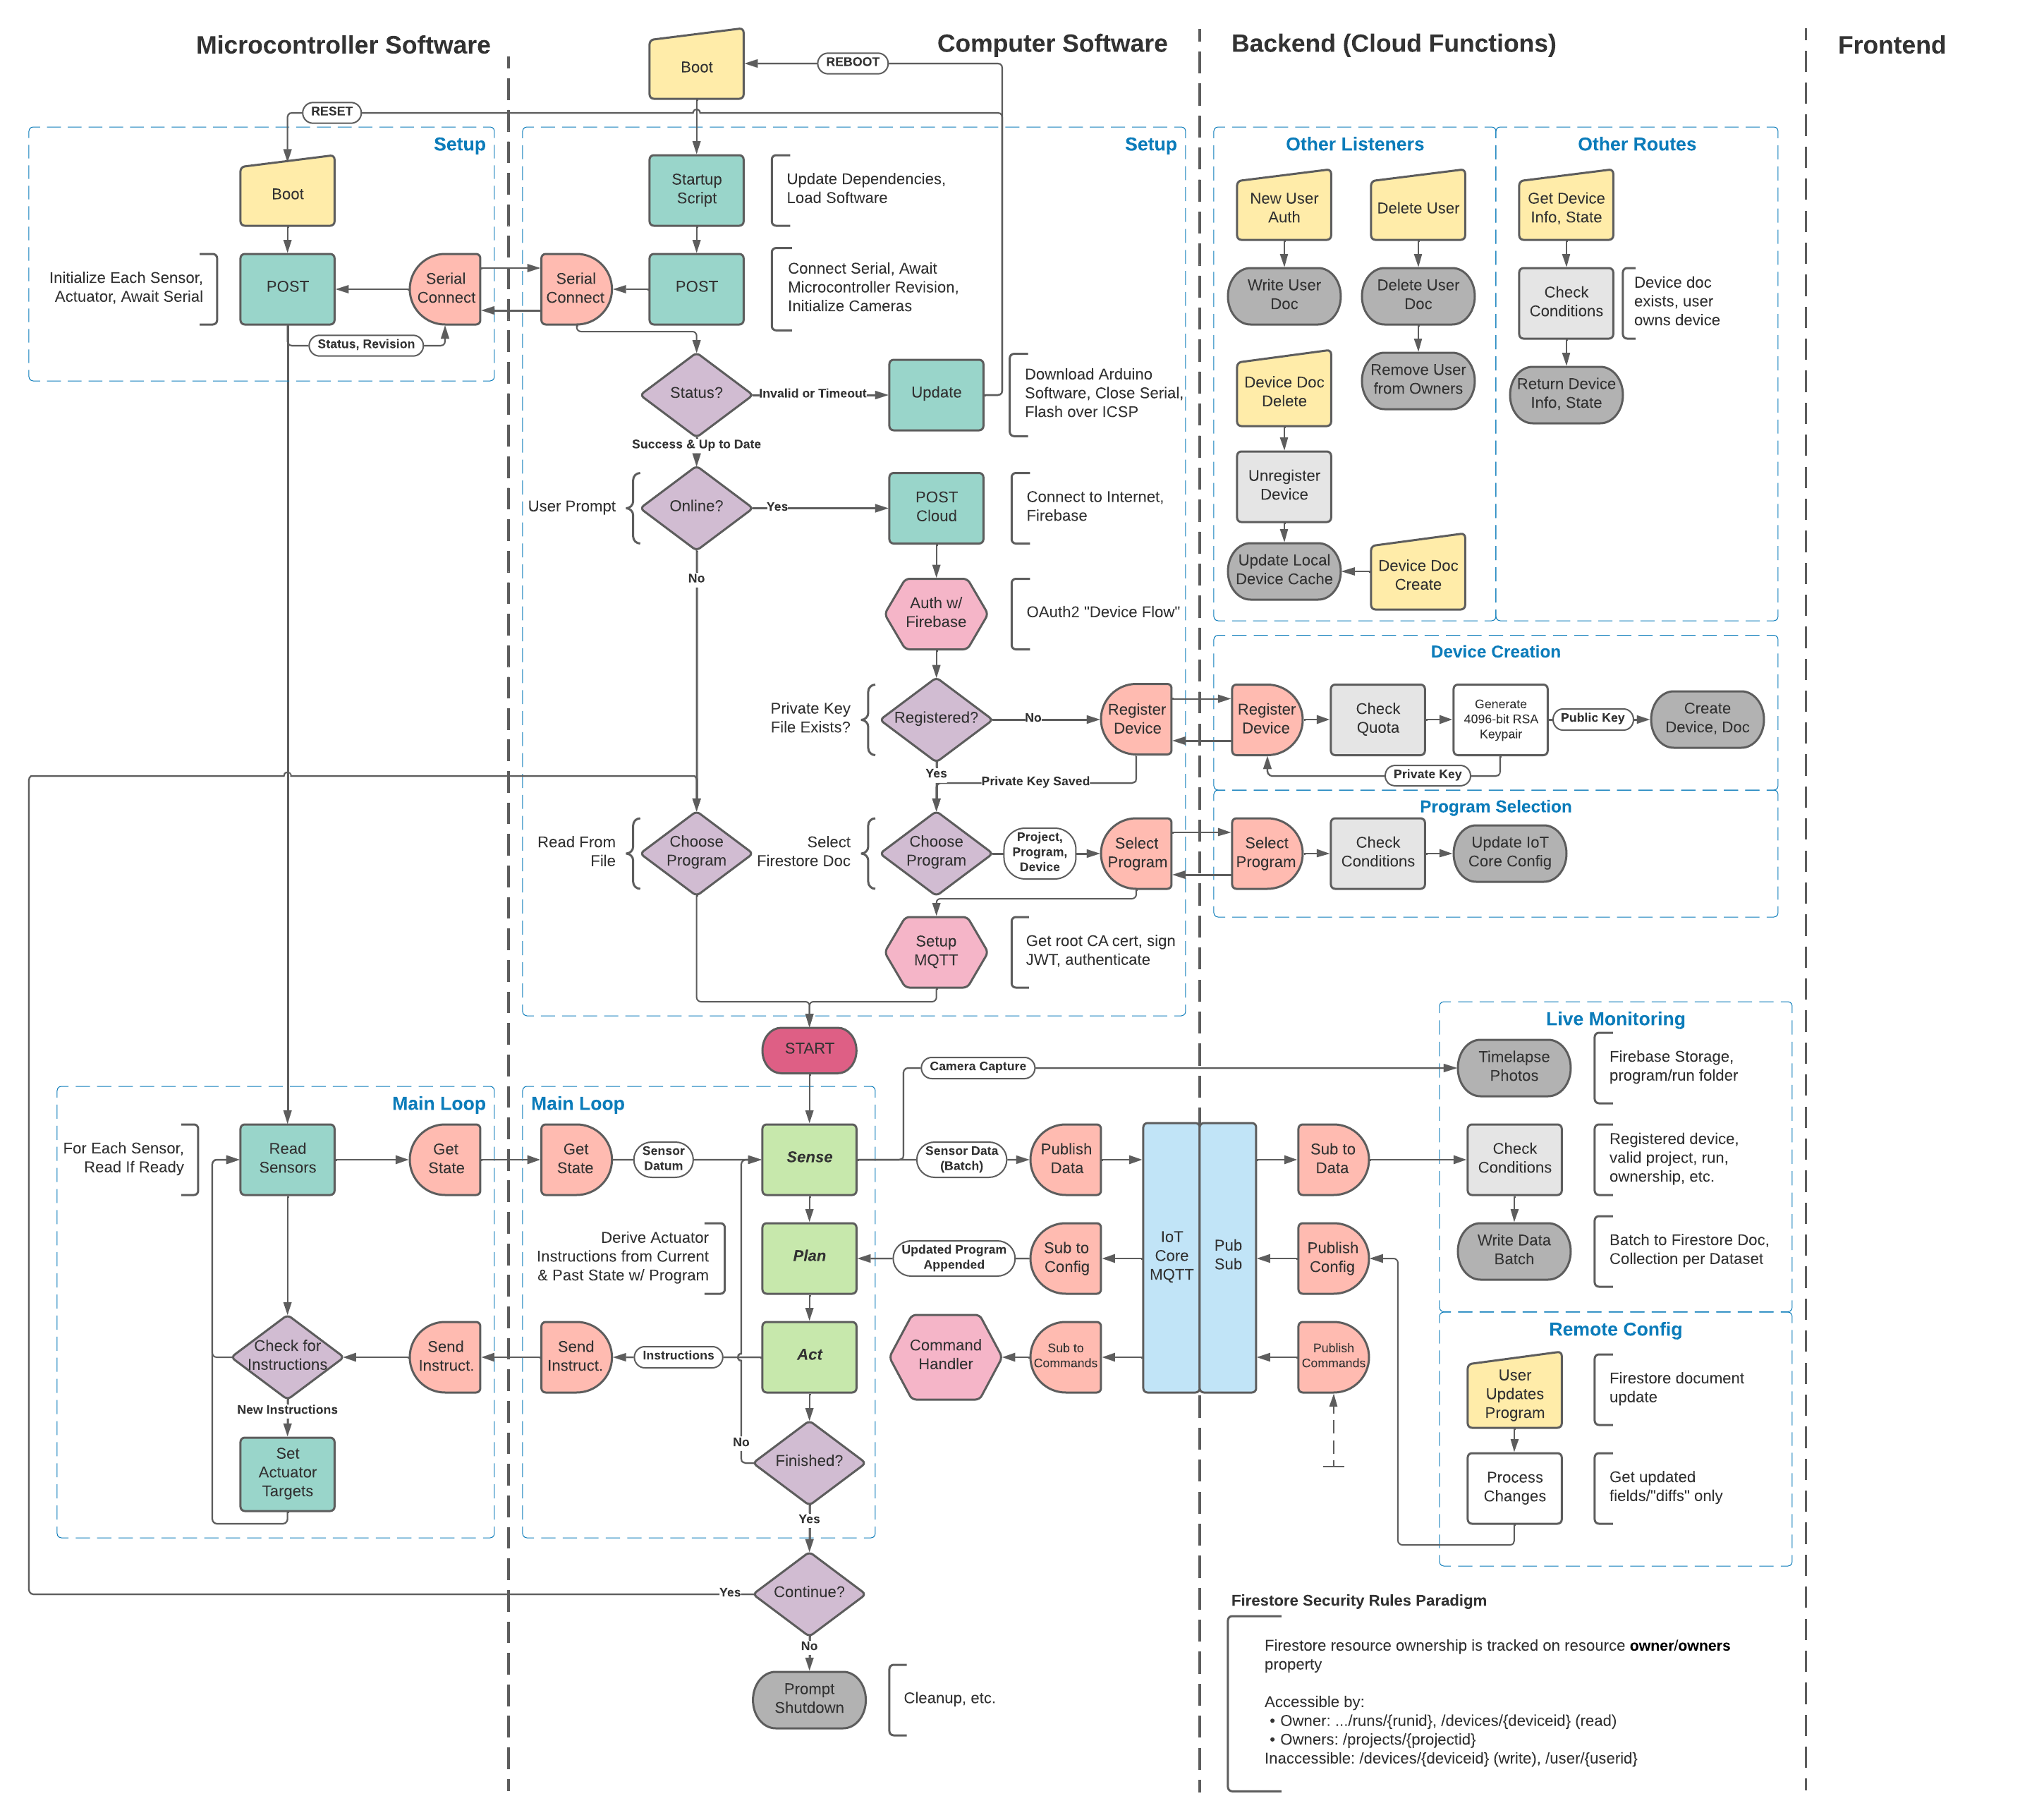 Microcontroller Software
Computer Software
Backend (Cloud Functions)
Frontend
Boot
REBOOT
RESET
Setup
Boot
Initialize Each Sensor,
Actuator, Await Serial
POST
Serial
Connect
Status, Revision
Setup
Startup
Script
Update Dependencies,
Load Software
Serial
Connect
POST
Connect Serial, Await
Microcontroller Revision,
Initialize Cameras
Status?
Invalid or Timeout
Update
Download Arduino
Software, Close Serial,
Flash over ICSP
Success & Up to Date
User Prompt
Online?
Yes
POST
Cloud
Connect to Internet,
Firebase
No
Auth w/
Firebase
OAuth2 "Device Flow"
Private Key
File Exists?
Registered?
No
Register
Device
Yes
Private Key Saved
Read From
File
Choose
Program
Select
Firestore Doc
Choose
Program
Project,
Program,
Device
Select
Program
Setup
MQTT
Get root CA cert, sign
JWT, authenticate
Other Listeners
New User
Auth
Delete User
Write User
Doc
Delete User
Doc
Device Doc
Delete
Remove User
from Owners
Unregister
Device
Update Local
Device Cache
Device Doc
Create
Other Routes
Get Device
Info, State
Check
Conditions
Device doc
exists, user
owns device
Return Device
Info, State
Device Creation
Register
Device
Check
Quota
Generate
4096-bit RSA
Keypair
Public Key
Create
Device, Doc
Private Key
Program Selection
Select
Program
Check
Conditions
Update IoT
Core Config
START
Main Loop
For Each Sensor,
Read If Ready
Read
Sensors
Get
State
Check for
Instructions
Send
Instruct.
New Instructions
Set
Actuator
Targets
Main Loop
Get
State
Sensor
Datum
Sense
Derive Actuator
Instructions from Current
& Past State w/ Program
Plan
Send
Instruct.
Instructions
Act
No
Finished?
Yes
Yes
Continue?
No
Prompt
Shutdown
Cleanup, etc.
Camera Capture
Sensor Data
(Batch)
Publish
Data
Updated Program
Appended
Sub to
Config
Command
Handler
Sub to
Commands
IoT
Core
MQTT
Pub
Sub
Sub to
Data
Publish
Config
Publish
Commands
Live Monitoring
Timelapse
Photos
Firebase Storage,
program/run folder
Check
Conditions
Registered device,
valid project, run,
ownership, etc.
Write Data
Batch
Batch to Firestore Doc,
Collection per Dataset
Remote Config
User
Updates
Program
Firestore document
update
Process
Changes
Get updated
fields/"diffs" only
Firestore Security Rules Paradigm
Firestore resource ownership is tracked on resource owner/owners
property
Accessible by:
• Owner: .../runs/{runid}, /devices/{deviceid} (read)
• Owners: /projects/{projectid}
Inaccessible: /devices/{deviceid} (write), /user/{userid}